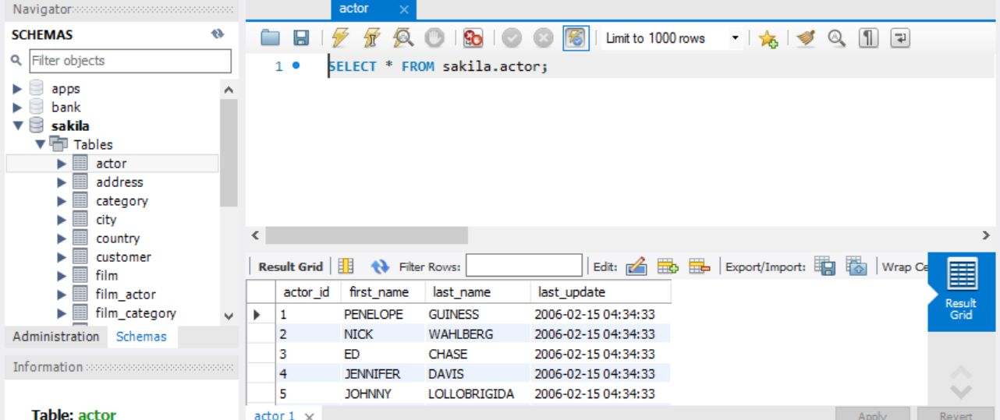 Navigator
SCHEMAS
Filter objects
apps
bank
sakila
Tables
actor
address
category
city
country
customer
film
film_actor
film_category
Administration Schemas
Information
Table: actor
actor
Limit to 1000 rows
1 SELECT * FROM sakila.actor;
Result Grid Filter Rows: Edit: Export/Import: Wrap Ce
actor_id first_name last_name last_update
1 PENELOPE GUINESS 2006-02-15 04:34:33
2 NICK WAHLBERG 2006-02-15 04:34:33
3 ED CHASE 2006-02-15 04:34:33
4 JENNIFER DAVIS 2006-02-15 04:34:33
5 JOHNNY LOLLOBRIGIDA 2006-02-15 04:34:33
Result
Grid
actor 1 Apply Revert